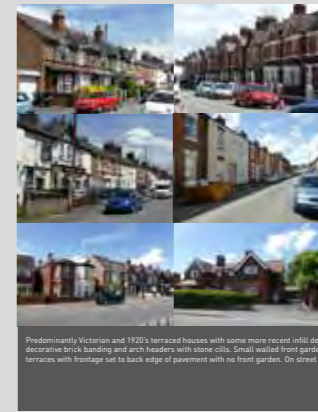 Predominantly Victorian and 1920's terraced houses with some more recent infill de
decorative brick banding and arch headers with stone cills. Small walled front garde
terraces with frontage set to back edge of pavement with no front garden. On street